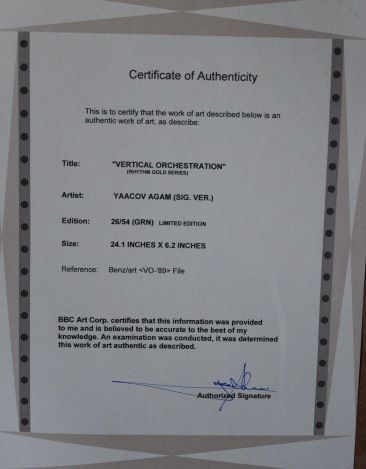 Certificate of Authenticity
This is to certify that the work of art described below is an
authentic work of art, as describe:
Title: "VERTICAL ORCHESTRATION"
(RHYTHM GOLD SERIES)
Artist: YAACOV AGAM (SIG. VER.)
Edition: 26/54 (GRN) LIMITED EDITION
Size: 24.1 INCHES X 6.2 INCHES
Reference: Benz/art <VO-'89> File
BBC Art Corp. certifies that this information was provided
to me and is believed to be accurate to the best of my
knowledge. An examination was conducted, it was determined
this work of art authentic as described.
Authorized Signature